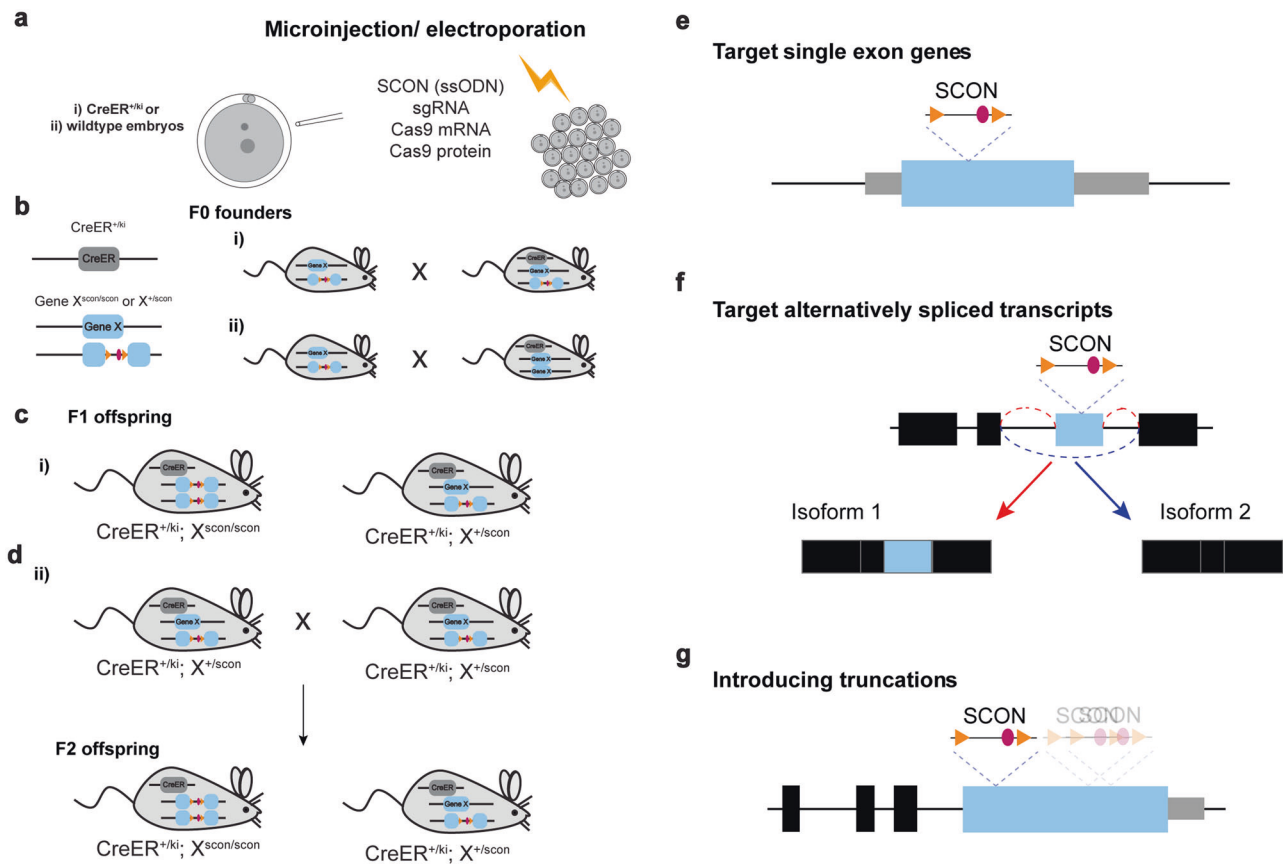 a
Microinjection/ electroporation
i) CreER+/ki or
ii) wildtype embryos
SCON (ssODN)
sgRNA
Cas9 mRNA
Cas9 protein
b
F0 founders
CreER+/ki
CreER
Gene Xscon/scon or X+/scon
Gene X
i)
Gene X
X
CreER
Gene X
ii)
Gene X
X
CreER
Gene X
Gene X
c
F1 offspring
i)
CreER
CreER+/ki; Xscon/scon
CreER
Gene X
CreER+/ki; X+/scon
d
ii)
CreER
Gene X
CreER+/ki; X+/scon
X
CreER
Gene X
CreER+/ki; X+/scon
F2 offspring
CreER
CreER+/ki; Xscon/scon
CreER
Gene X
CreER+/ki; X+/scon
e
Target single exon genes
SCON
f
Target alternatively spliced transcripts
SCON
Isoform 1
Isoform 2
g
Introducing truncations
SCON
SCON
SCON